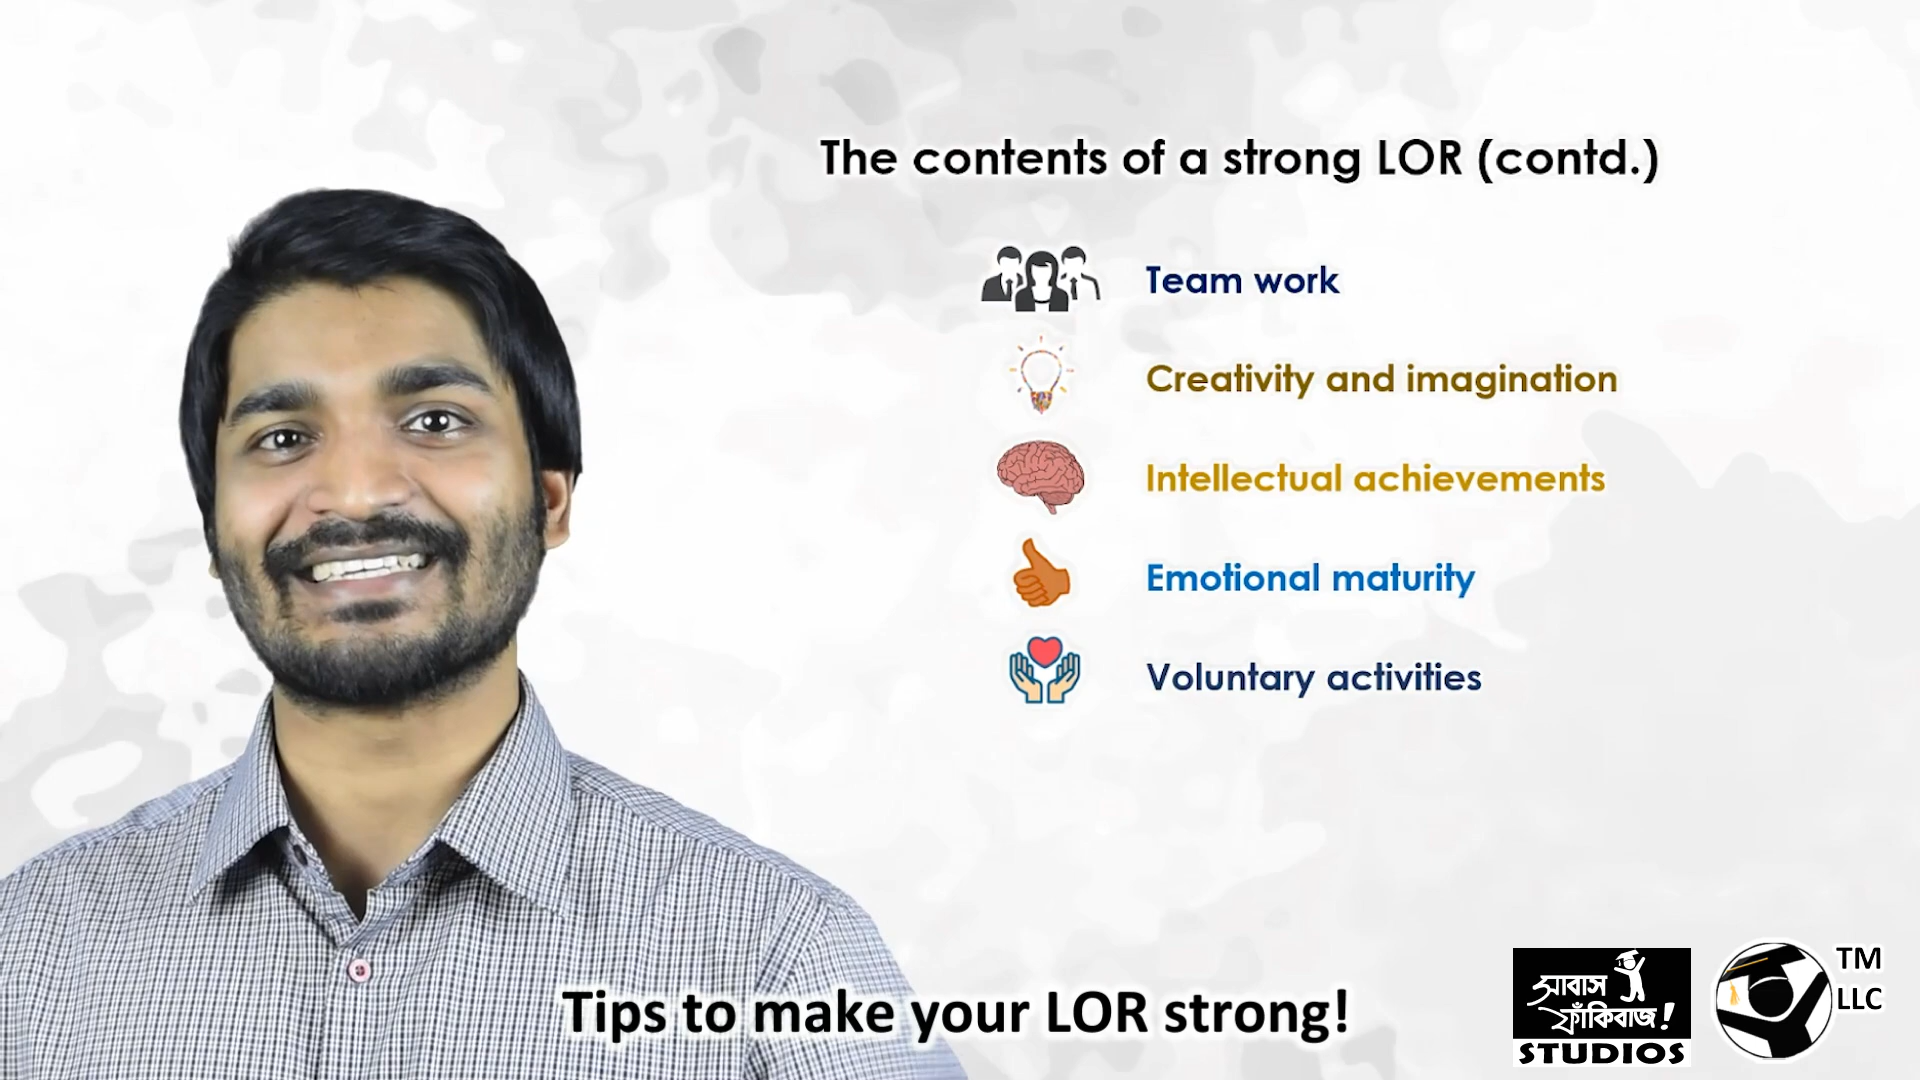 The contents of a strong LOR (contd.)
Team work
Creativity and imagination
Intellectual achievements
Emotional maturity
Voluntary activities
Tips to make your LOR strong!
সাবাস
ফাঁকিবাজ!
STUDIOS
TM
LLC